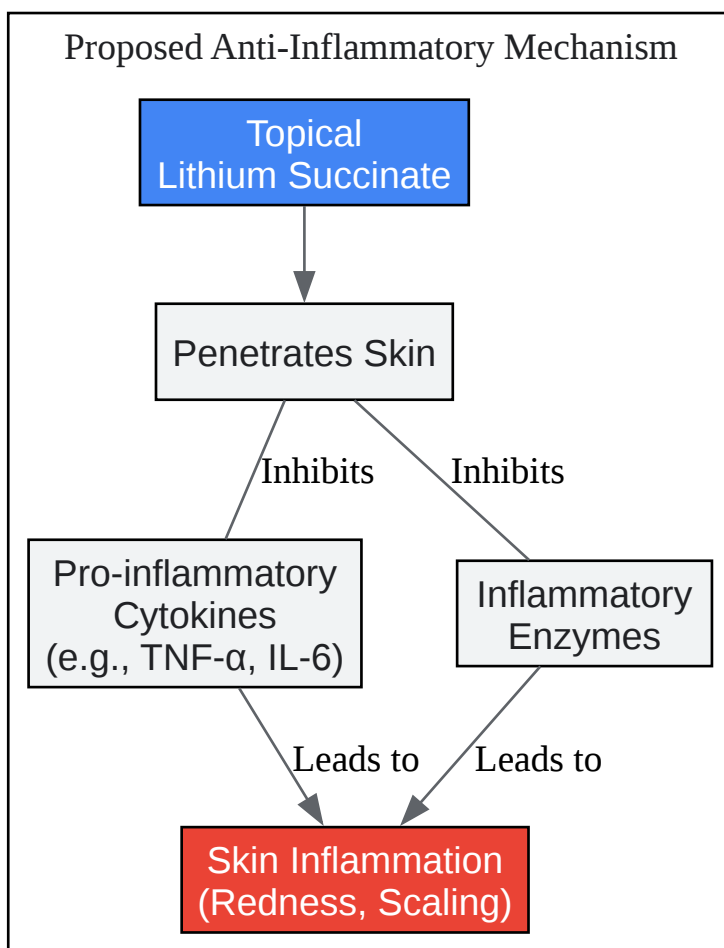 Proposed Anti-Inflammatory Mechanism
Topical
Lithium Succinate
Penetrates Skin
Inhibits
Inhibits
Pro-inflammatory
Cytokines
(e.g., TNF-α, IL-6)
Inflammatory
Enzymes
Leads to
Leads to
Skin Inflammation
(Redness, Scaling)